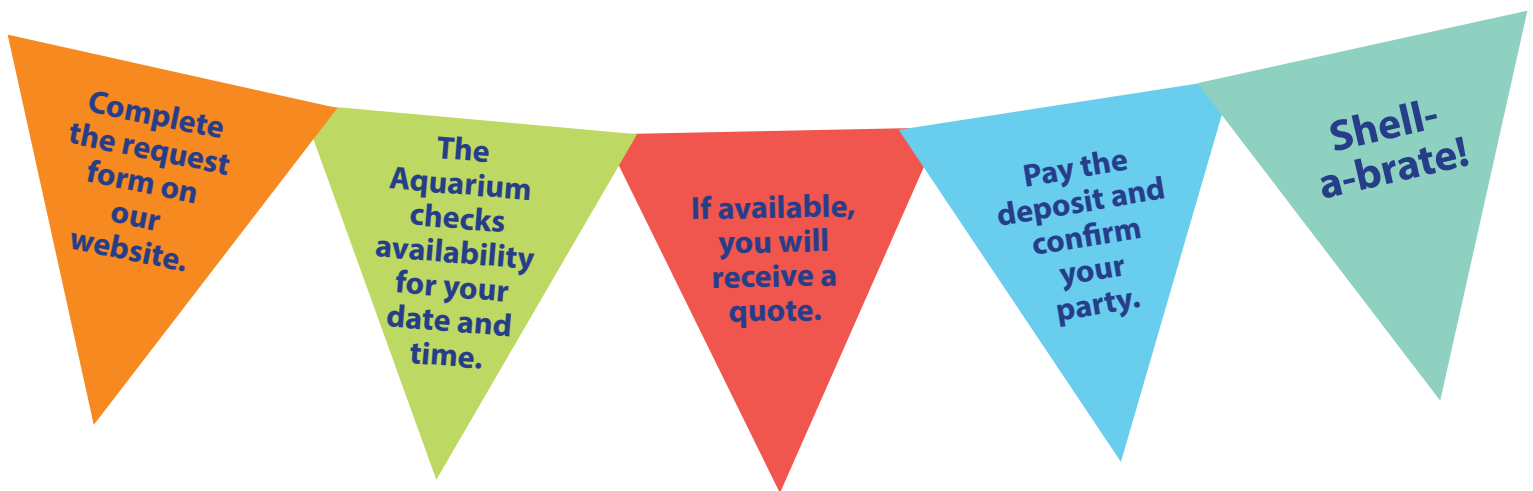 Complete
the request
form on
our
website.
The
Aquarium
checks
availability
for your
date and
time.
If available,
you will
receive a
quote.
Pay the
deposit and
confirm
your
party.
Shell-
a-brate!